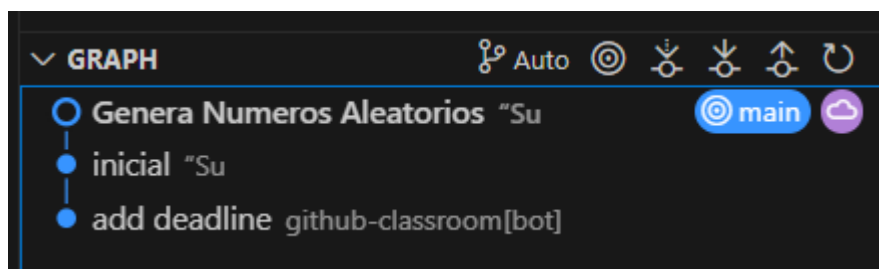 GRAPH Auto
Genera Numeros Aleatorios “Su main
inicial “Su
add deadline github-classroom[bot]